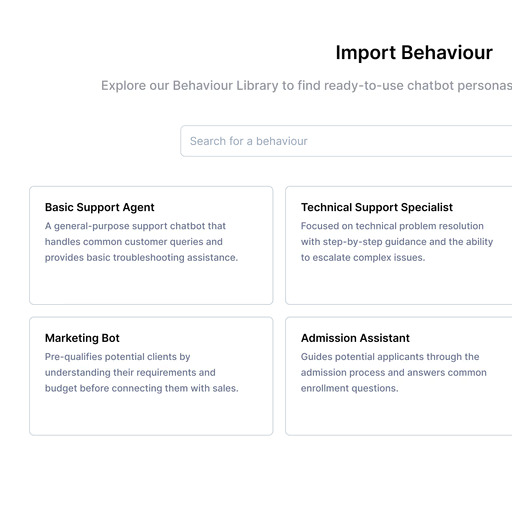 Import Behaviour
Explore our Behaviour Library to find ready-to-use chatbot personas
Search for a behaviour
Basic Support Agent
A general-purpose support chatbot that
handles common customer queries and
provides basic troubleshooting assistance.
Technical Support Specialist
Focused on technical problem resolution
with step-by-step guidance and the ability
to escalate complex issues.
Marketing Bot
Pre-qualifies potential clients by
understanding their requirements and
budget before connecting them with sales.
Admission Assistant
Guides potential applicants through the
admission process and answers common
enrollment questions.